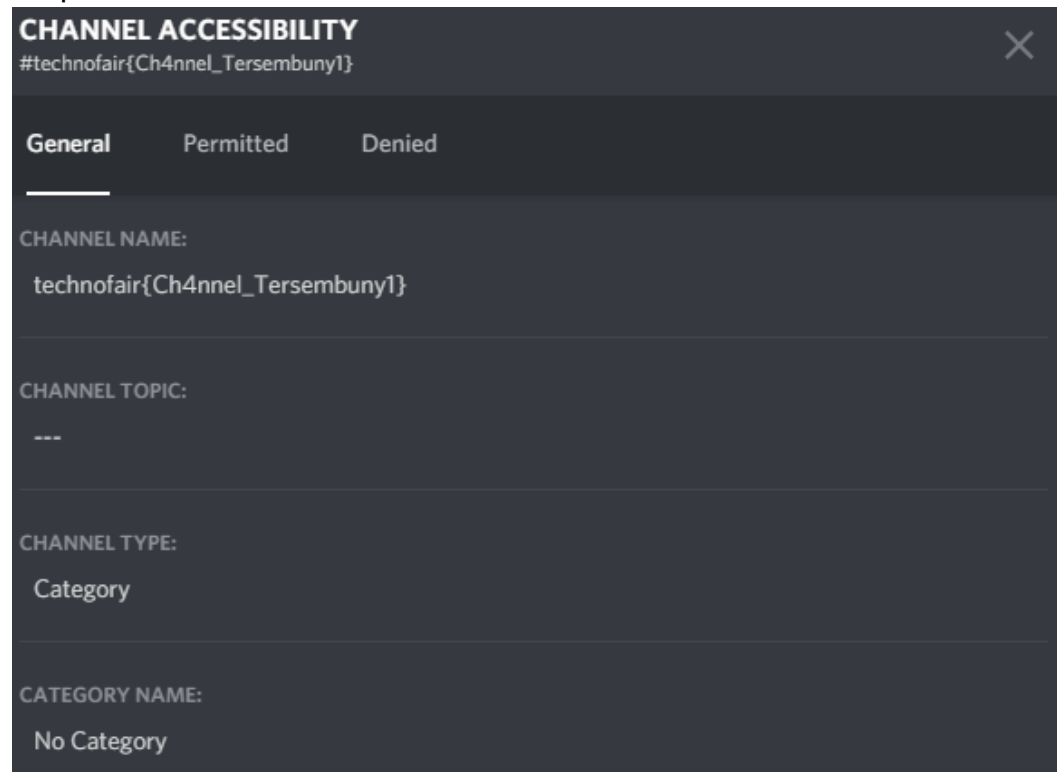 CHANNEL ACCESSIBILITY
#technofair{Ch4nnel_Tersembuny1}
General Permitted Denied
CHANNEL NAME:
technofair{Ch4nnel_Tersembuny1}
CHANNEL TOPIC:
---
CHANNEL TYPE:
Category
CATEGORY NAME:
No Category